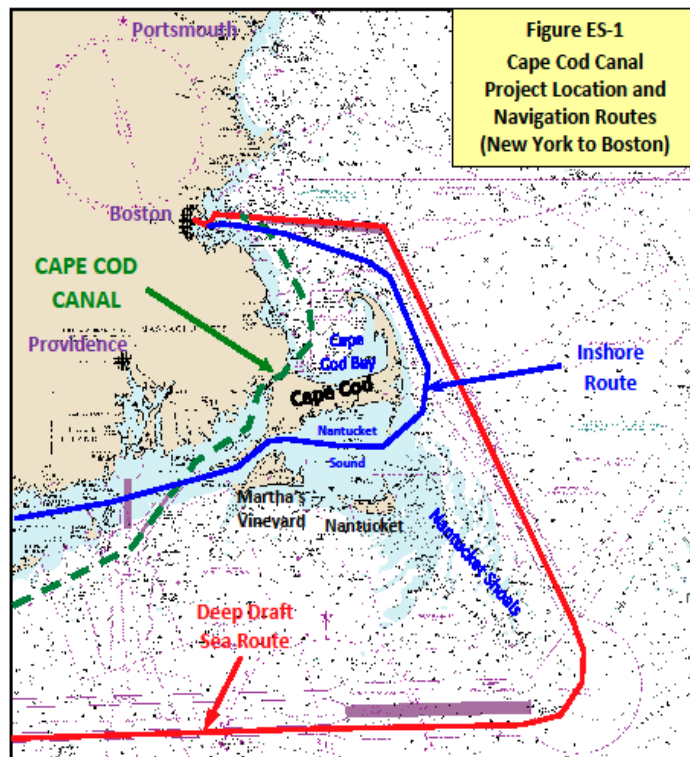 Portsmouth
Figure ES-1
Cape Cod Canal
Project Location and
Navigation Routes
(New York to Boston)
Boston
CAPE COD
CANAL
Providence
Cape
Cod Bay
Cape Cod
Inshore
Route
Nantucket
Sound
Martha's
Vineyard
Nantucket
Nantucket Shoals
Deep Draft
Sea Route